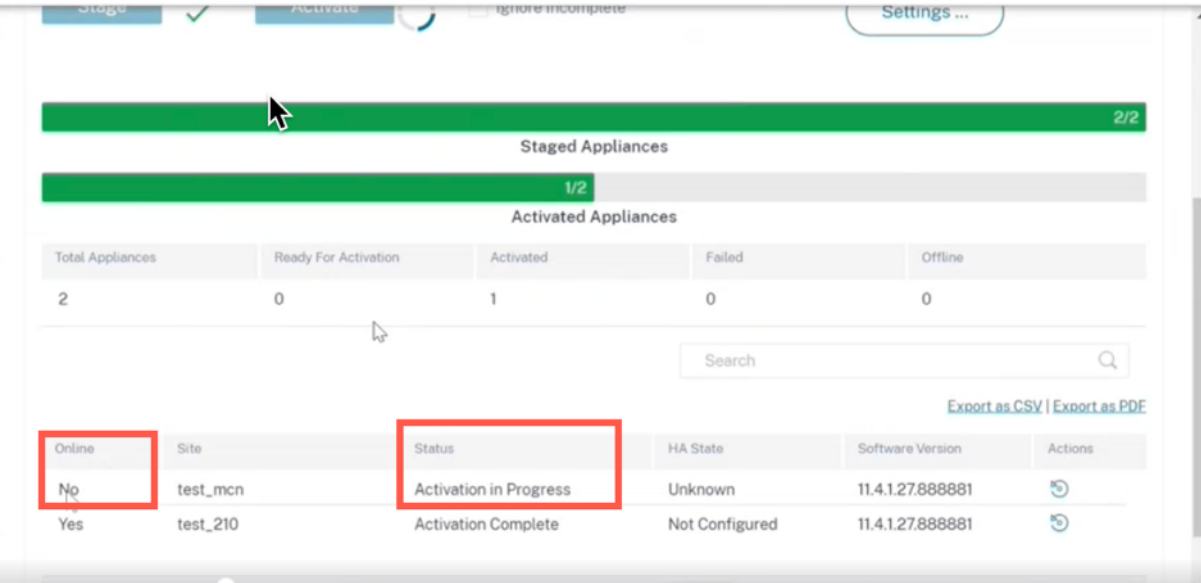 Stage Activate Ignore Incomplete Settings ...
2/2
Staged Appliances
1/2
Activated Appliances
Total Appliances Ready For Activation Activated Failed Offline
2 0 1 0 0
Search
Export as CSV | Export as PDF
Online Site Status HA State Software Version Actions
No test_mcn Activation in Progress Unknown 11.4.1.27.888881
Yes test_210 Activation Complete Not Configured 11.4.1.27.888881